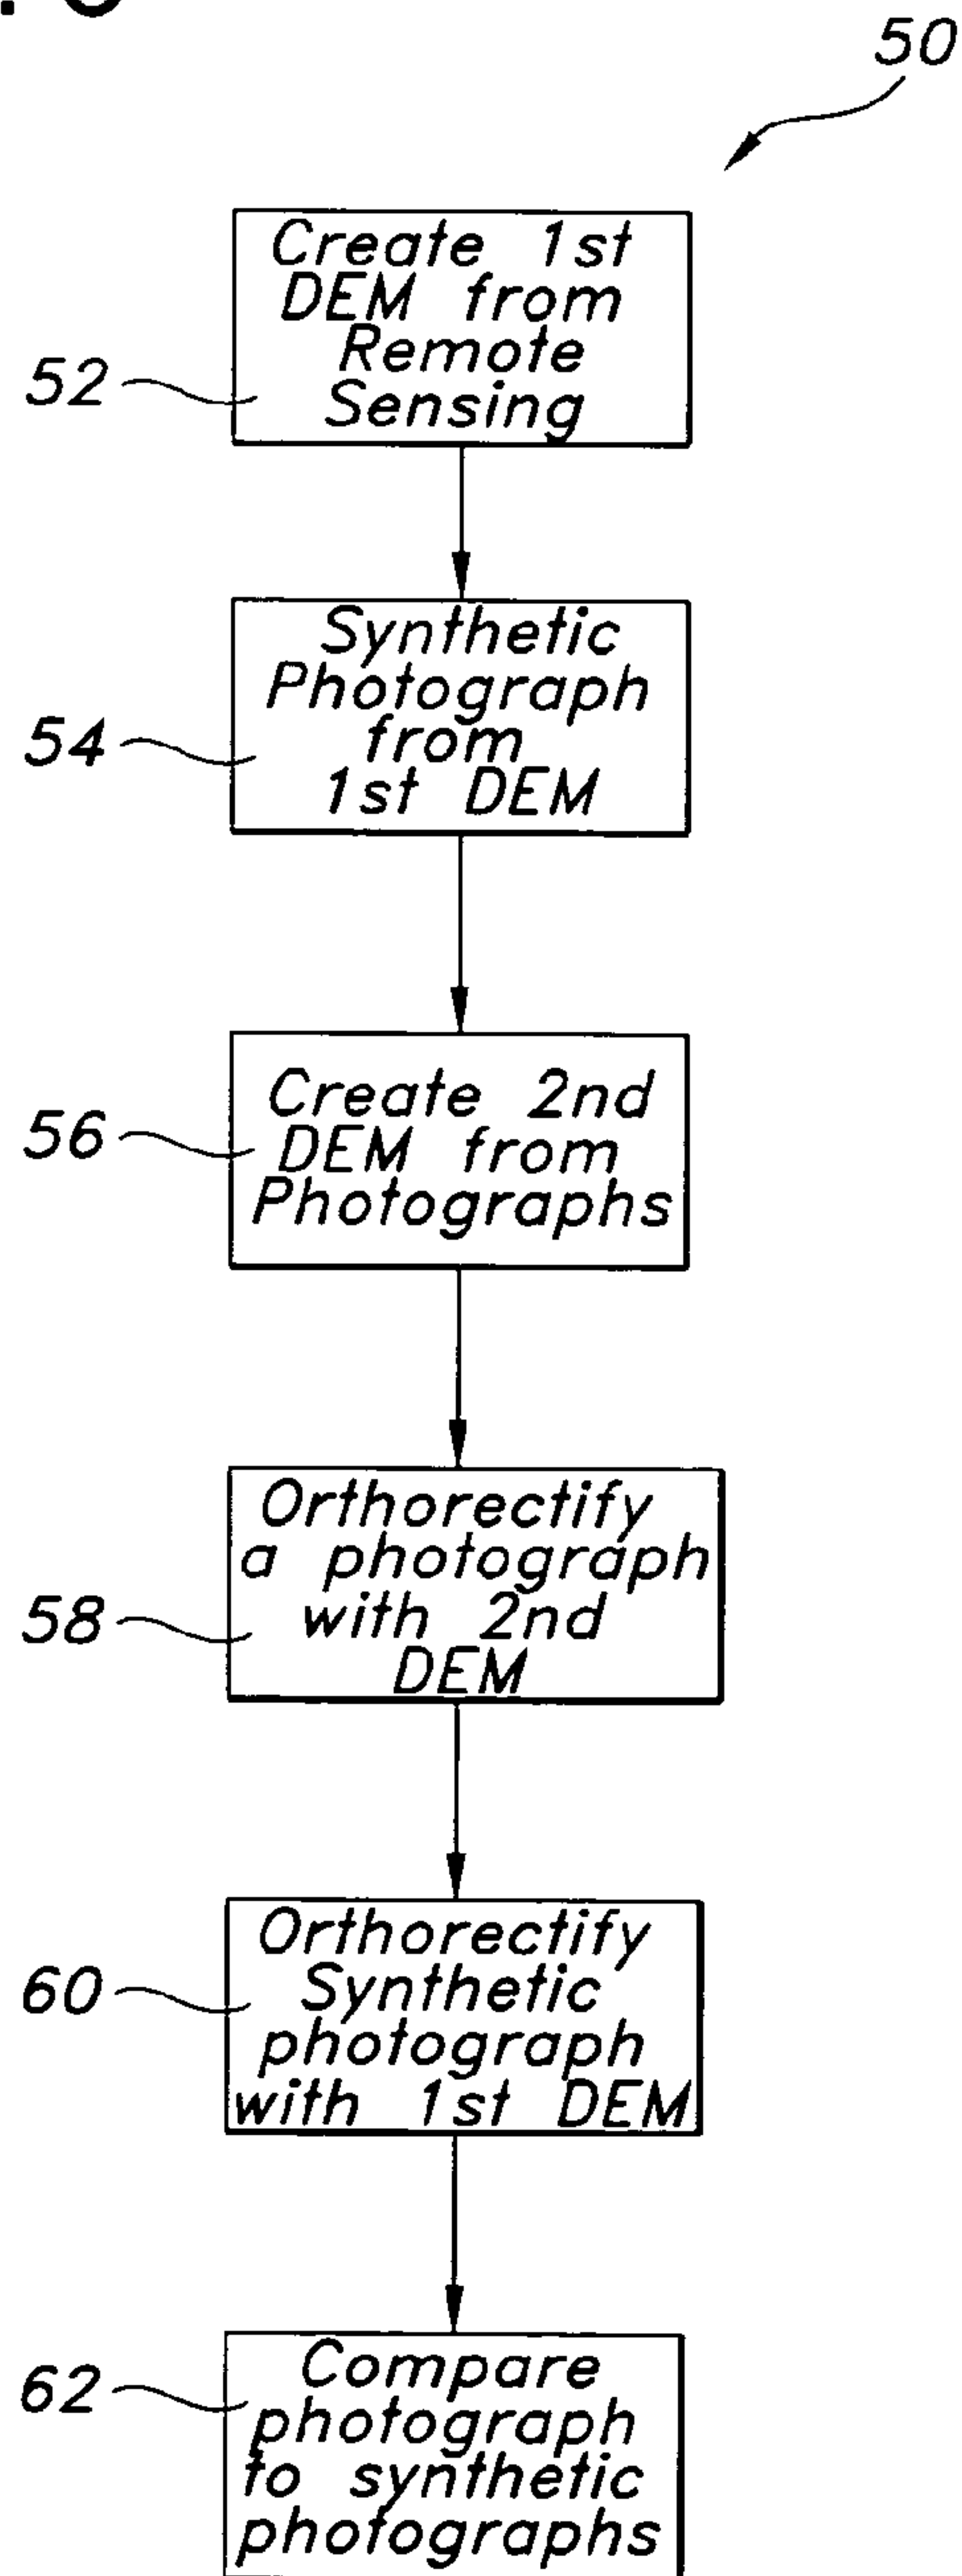 50
Create 1st
DEM from
Remote
Sensing
52
Synthetic
Photograph
from
1st DEM
54
Create 2nd
DEM from
Photographs
56
Orthorectify
a photograph
with 2nd
DEM
58
Orthorectify
Synthetic
photograph
with 1st DEM
60
Compare
photograph
to synthetic
photographs
62